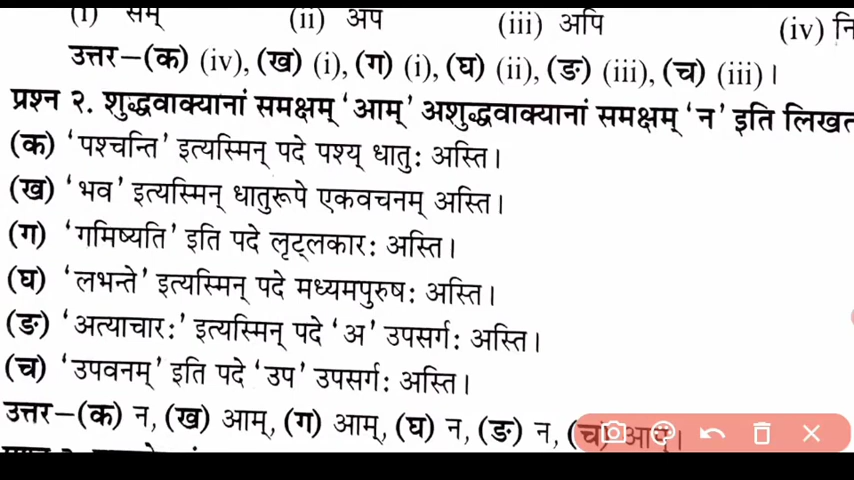 (i) सम् (ii) अप (iii) अपि (iv) नि
उत्तर–(क) (iv), (ख) (i), (ग) (i), (घ) (ii), (ङ) (iii), (च) (iii)।
प्रश्न २. शुद्धवाक्यानां समक्षम् ‘आम्’ अशुद्धवाक्यानां समक्षम् ‘न’ इति लिखत
(क) ‘पश्चन्ति’ इत्यस्मिन् पदे पश्य् धातुः अस्ति।
(ख) ‘भव’ इत्यस्मिन् धातुरूपे एकवचनम् अस्ति।
(ग) ‘गमिष्यति’ इति पदे लृट्लकारः अस्ति।
(घ) ‘लभन्ते’ इत्यस्मिन् पदे मध्यमपुरुषः अस्ति।
(ङ) ‘अत्याचारः’ इत्यस्मिन् पदे ‘अ’ उपसर्गः अस्ति।
(च) ‘उपवनम्’ इति पदे ‘उप’ उपसर्गः अस्ति।
उत्तर–(क) न, (ख) आम्, (ग) आम्, (घ) न, (ङ) न, (च) आम्।